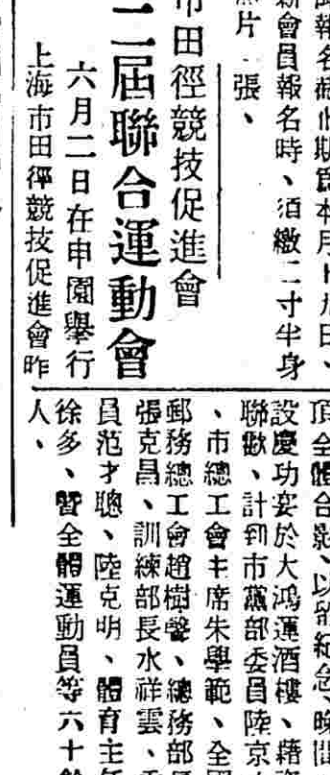 新會員報名時、須繳二寸半身
片一張、
市田徑競技促進會
二屆聯合運動會
六月二日在申園舉行
上海市田徑競技促進會昨
頂全體合影、以留紀念、晚間
設慶功宴於大鴻運酒樓、藉資
聯歡、計到市黨部委員陸京
、市總工會主席朱學範、全國
郵務總工會趙樹聲、總務部長
張克昌、訓練部長水祥雲、
員范才聰、陸克明、體育主任
徐多、暨全體運動員等六十餘
人、